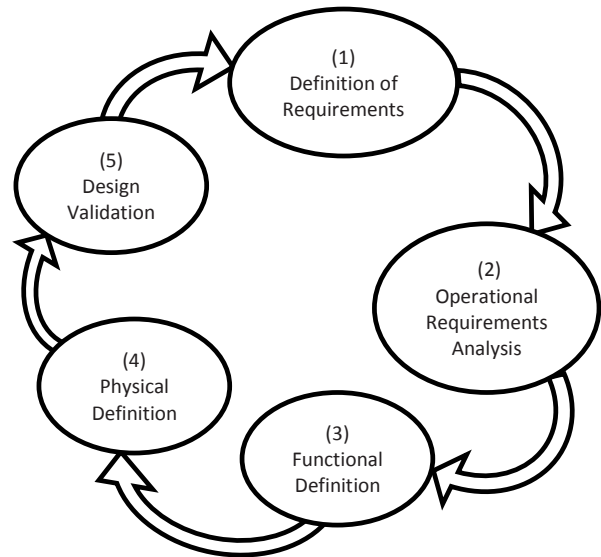 (1)
Definition of
Requirements
(2)
Operational
Requirements
Analysis
(3)
Functional
Definition
(4)
Physical
Definition
(5)
Design
Validation